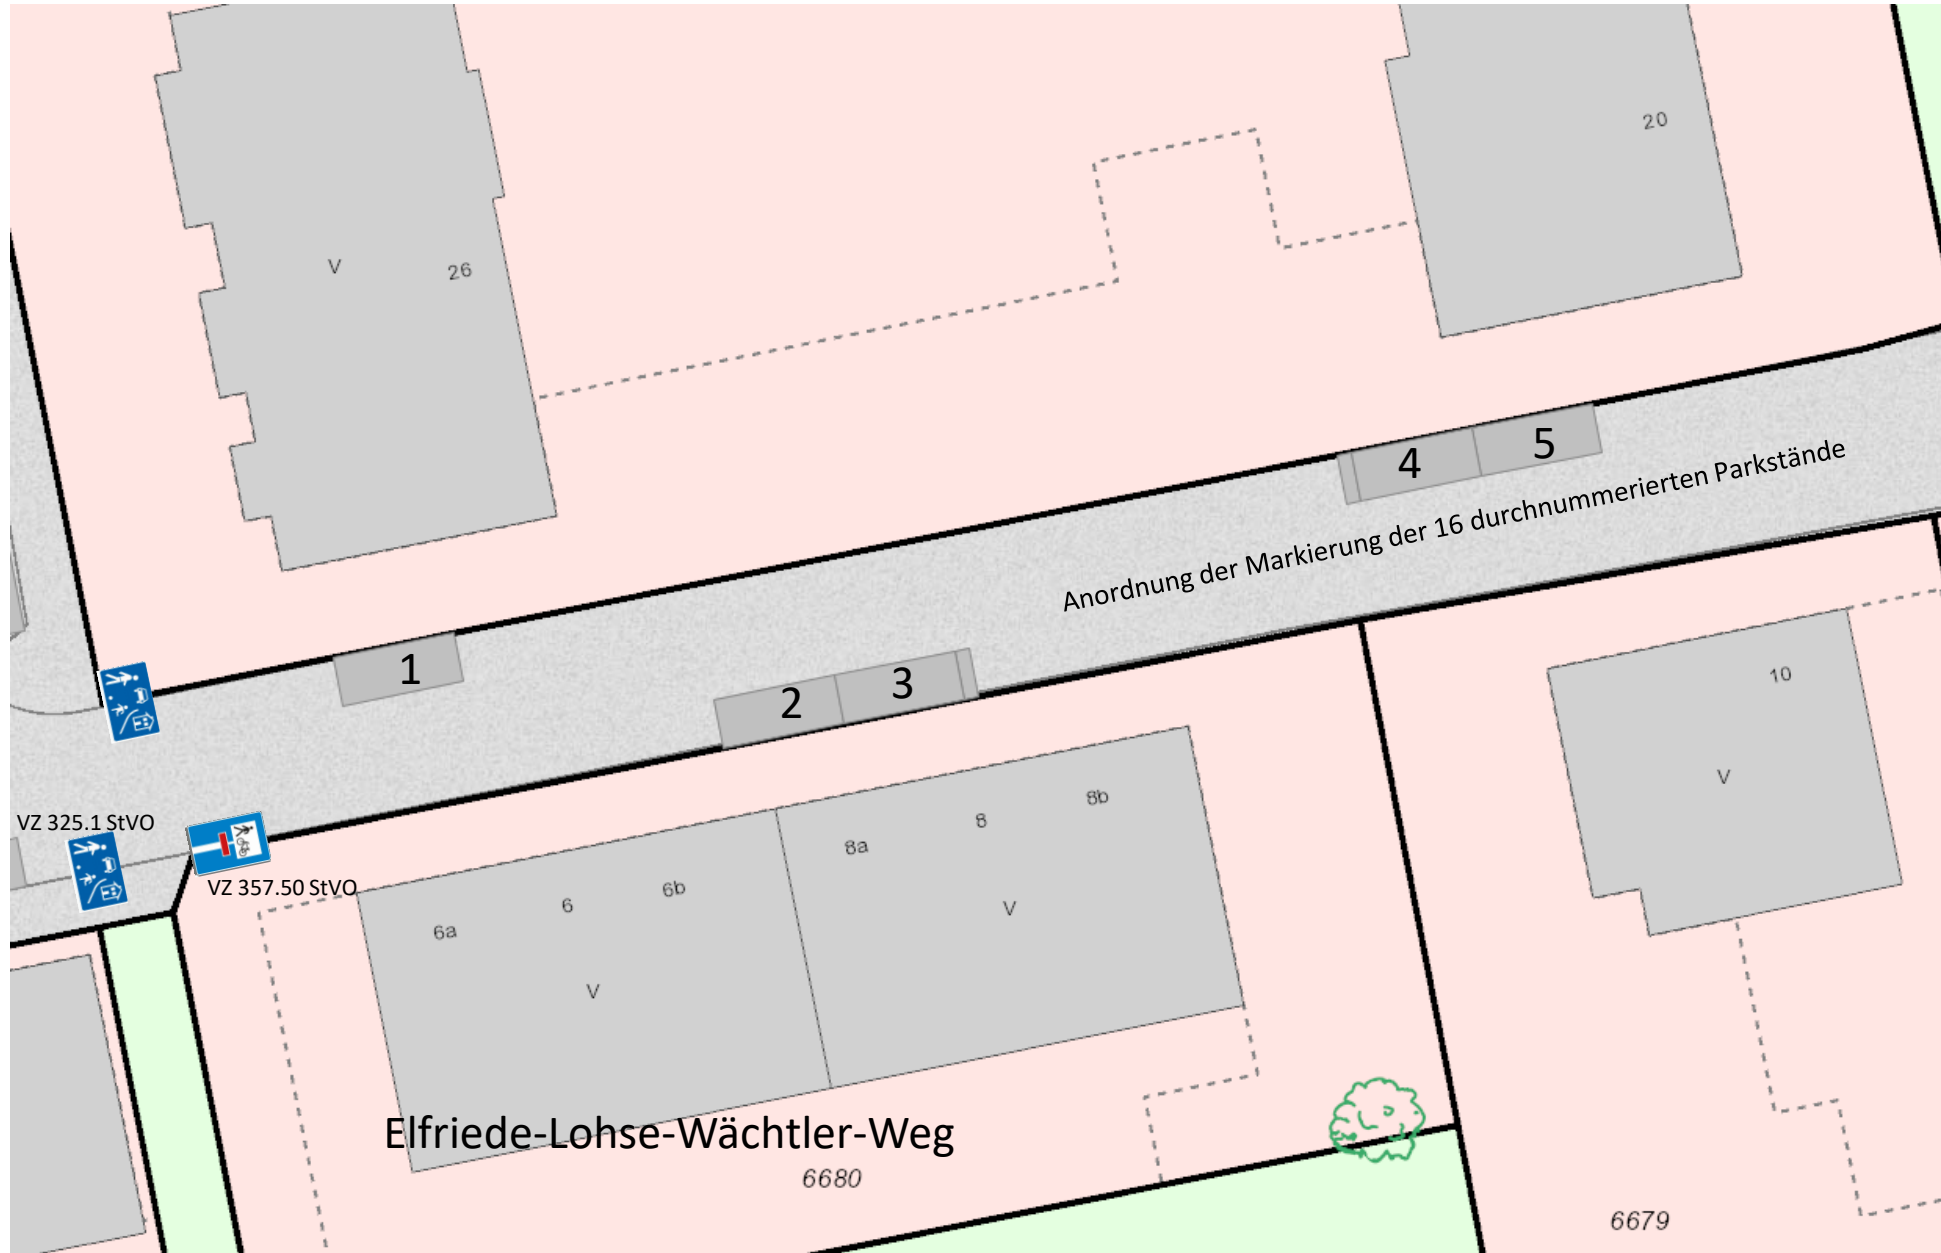 20
V
26
4
5
Anordnung der Markierung der 16 durchnummerierten Parkstände
1
2
3
10
V
VZ 325.1 StVO
VZ 357.50 StVO
6a
6
6b
8a
8
8b
V
V
Elfriede-Lohse-Wächtler-Weg
6680
6679